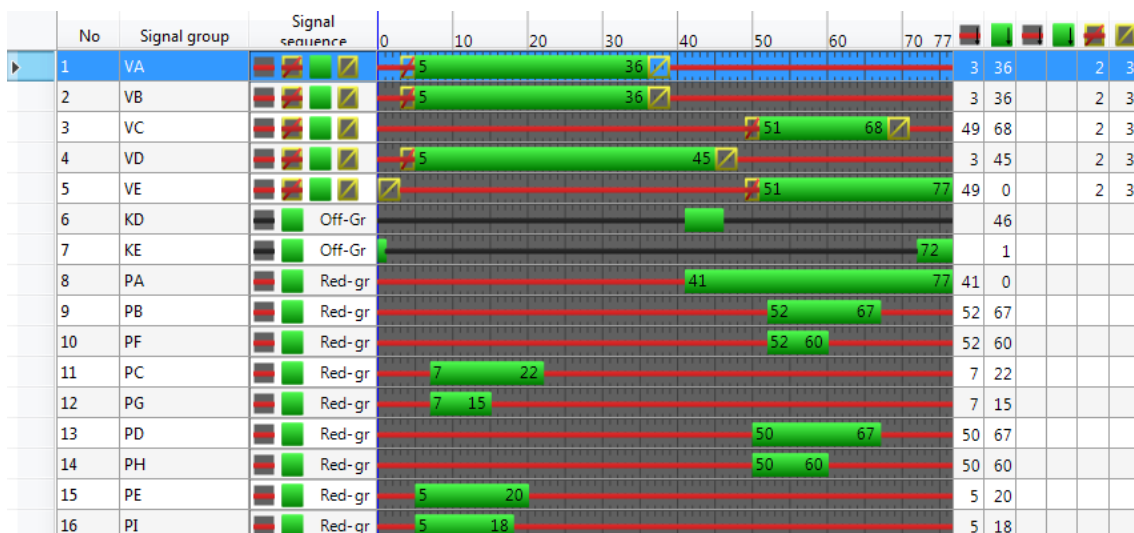 No Signal group Signal sequence 0 10 20 30 40 50 60 70 77
1 VA 5 36 3 36 2 3
2 VB 5 36 3 36 2 3
3 VC 51 68 49 68 2 3
4 VD 5 45 3 45 2 3
5 VE 51 77 49 0 2 3
6 KD Off-Gr 46
7 KE Off-Gr 72 1
8 PA Red-gr 41 77 41 0
9 PB Red-gr 52 67 52 67
10 PF Red-gr 52 60 52 60
11 PC Red-gr 7 22 7 22
12 PG Red-gr 7 15 7 15
13 PD Red-gr 50 67 50 67
14 PH Red-gr 50 60 50 60
15 PE Red-gr 5 20 5 20
16 PI Red-gr 5 18 5 18